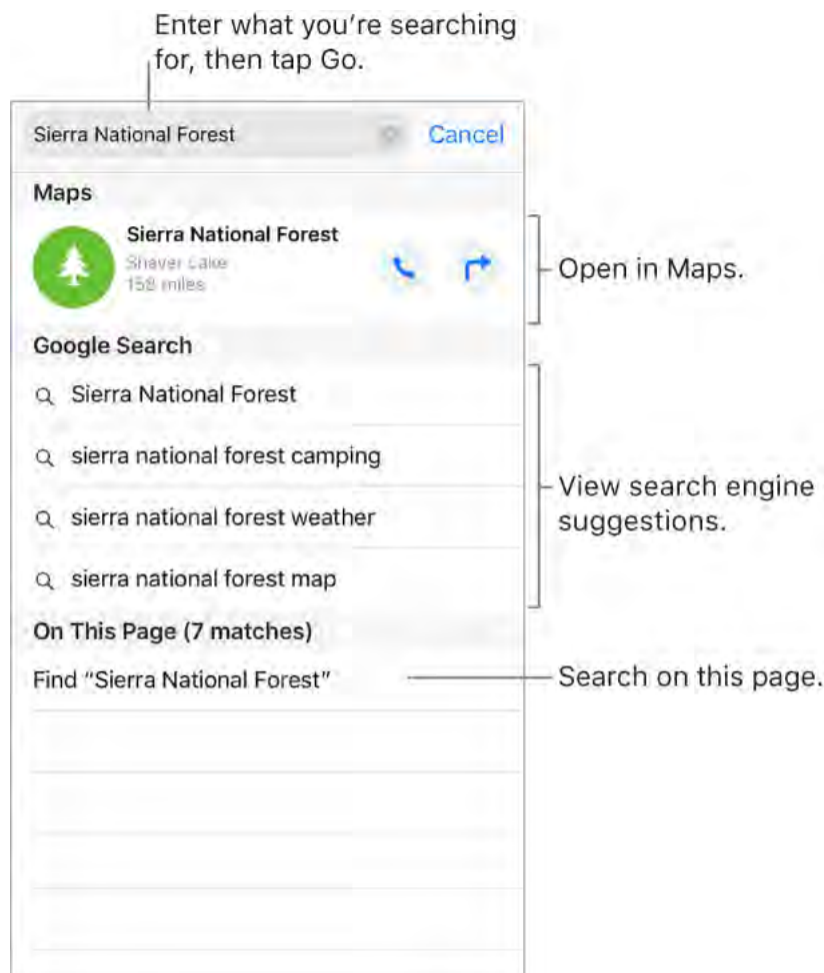 Enter what you’re searching
for, then tap Go.
Sierra National Forest
Cancel
Maps
Sierra National Forest
Shaver Lake
158 miles
Open in Maps.
Google Search
Sierra National Forest
sierra national forest camping
sierra national forest weather
View search engine
suggestions.
sierra national forest map
On This Page (7 matches)
Find “Sierra National Forest”
Search on this page.